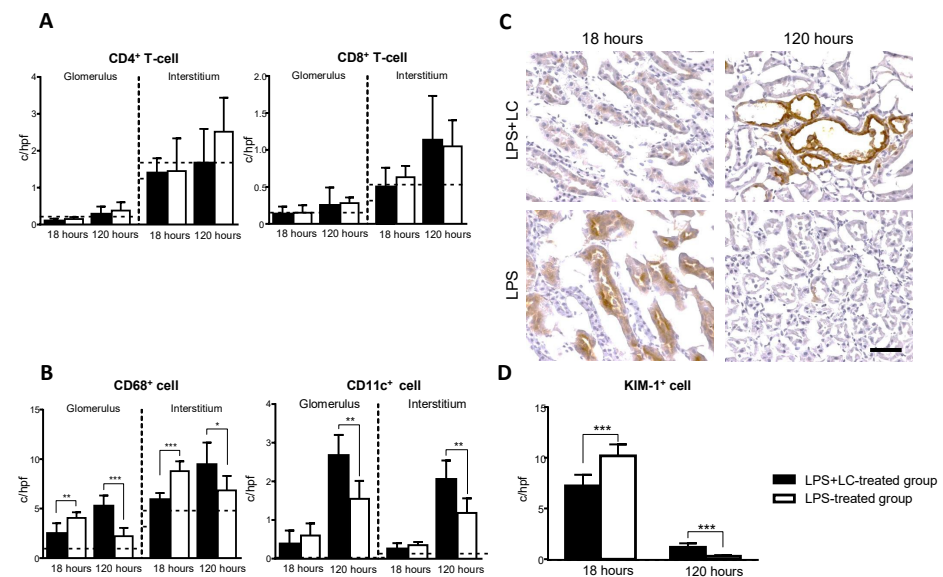 A
CD4⁺ T-cell
Glomerulus Interstitium
c/hpf
4
3
2
1
0
18 hours 120 hours 18 hours 120 hours
CD8⁺ T-cell
Glomerulus Interstitium
c/hpf
2.0
1.5
1.0
0.5
0
18 hours 120 hours 18 hours 120 hours
B
CD68⁺ cell
Glomerulus Interstitium
c/hpf
15
10
5
0
** *** *** *
18 hours 120 hours 18 hours 120 hours
CD11c⁺ cell
Glomerulus Interstitium
c/hpf
4
3
2
1
0
** **
18 hours 120 hours 18 hours 120 hours
C
18 hours 120 hours
LPS+LC
LPS
D
KIM-1⁺ cell
c/hpf
15
10
5
0
*** ***
18 hours 120 hours
LPS+LC-treated group
LPS-treated group